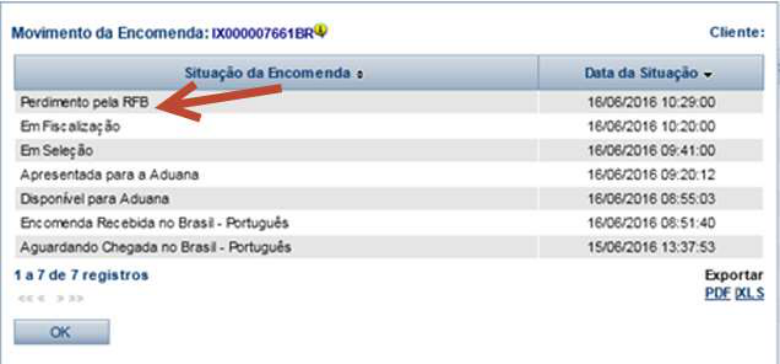 Movimento da Encomenda: IX000007661BR Cliente:
Situação da Encomenda Data da Situação
Perdimento pela RFB 16/06/2016 10:29:00
Em Fiscalização 16/06/2016 10:20:00
Em Seleção 16/06/2016 09:41:00
Apresentada para a Aduana 16/06/2016 09:20:12
Disponível para Aduana 16/06/2016 08:55:03
Encomenda Recebida no Brasil - Português 16/06/2016 08:51:40
Aguardando Chegada no Brasil - Português 15/06/2016 13:37:53
1 a 7 de 7 registros Exportar
<< < > >> PDF XLS
OK